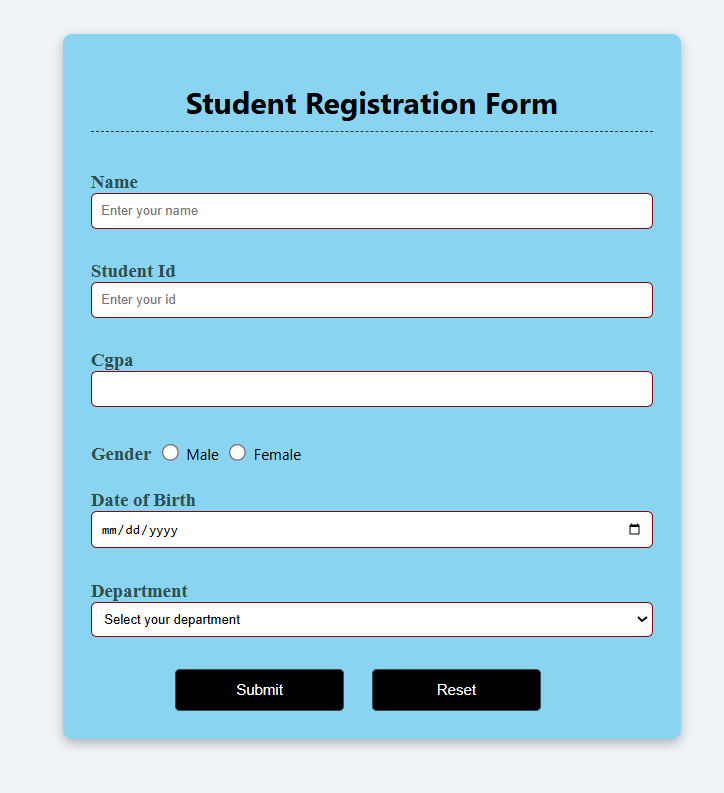 Student Registration Form
Name
Enter your name
Student Id
Enter your id
Cgpa
Gender Male Female
Date of Birth
mm/dd/yyyy
Department
Select your department
Submit Reset